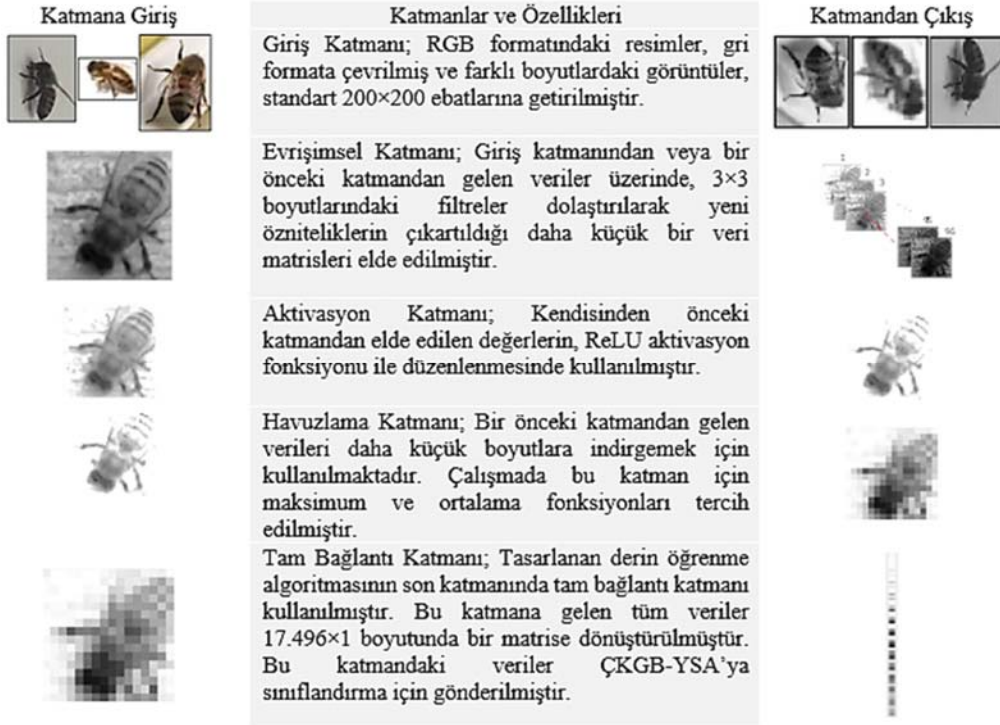 Katmana Giriş
Katmanlar ve Özellikleri
Katmandan Çıkış
Giriş Katmanı; RGB formatındaki resimler, gri
formata çevrilmiş ve farklı boyutlardaki görüntüler,
standart 200×200 ebatlarına getirilmiştir.
Evrişimsel Katmanı; Giriş katmanından veya bir
önceki katmandan gelen veriler üzerinde, 3×3
boyutlarındaki filtreler dolaştırılarak yeni
özniteliklerin çıkartıldığı daha küçük bir veri
matrisleri elde edilmiştir.
1
2
3
Aktivasyon Katmanı; Kendisinden önceki
katmandan elde edilen değerlerin, ReLU aktivasyon
fonksiyonu ile düzenlenmesinde kullanılmıştır.
Havuzlama Katmanı; Bir önceki katmandan gelen
verileri daha küçük boyutlara indirgemek için
kullanılmaktadır. Çalışmada bu katman için
maksimum ve ortalama fonksiyonları tercih
edilmiştir.
Tam Bağlantı Katmanı; Tasarlanan derin öğrenme
algoritmasının son katmanında tam bağlantı katmanı
kullanılmıştır. Bu katmana gelen tüm veriler
17.496×1 boyutunda bir matrise dönüştürülmüştür.
Bu katmandaki veriler ÇKGB-YSA’ya
sınıflandırma için gönderilmiştir.